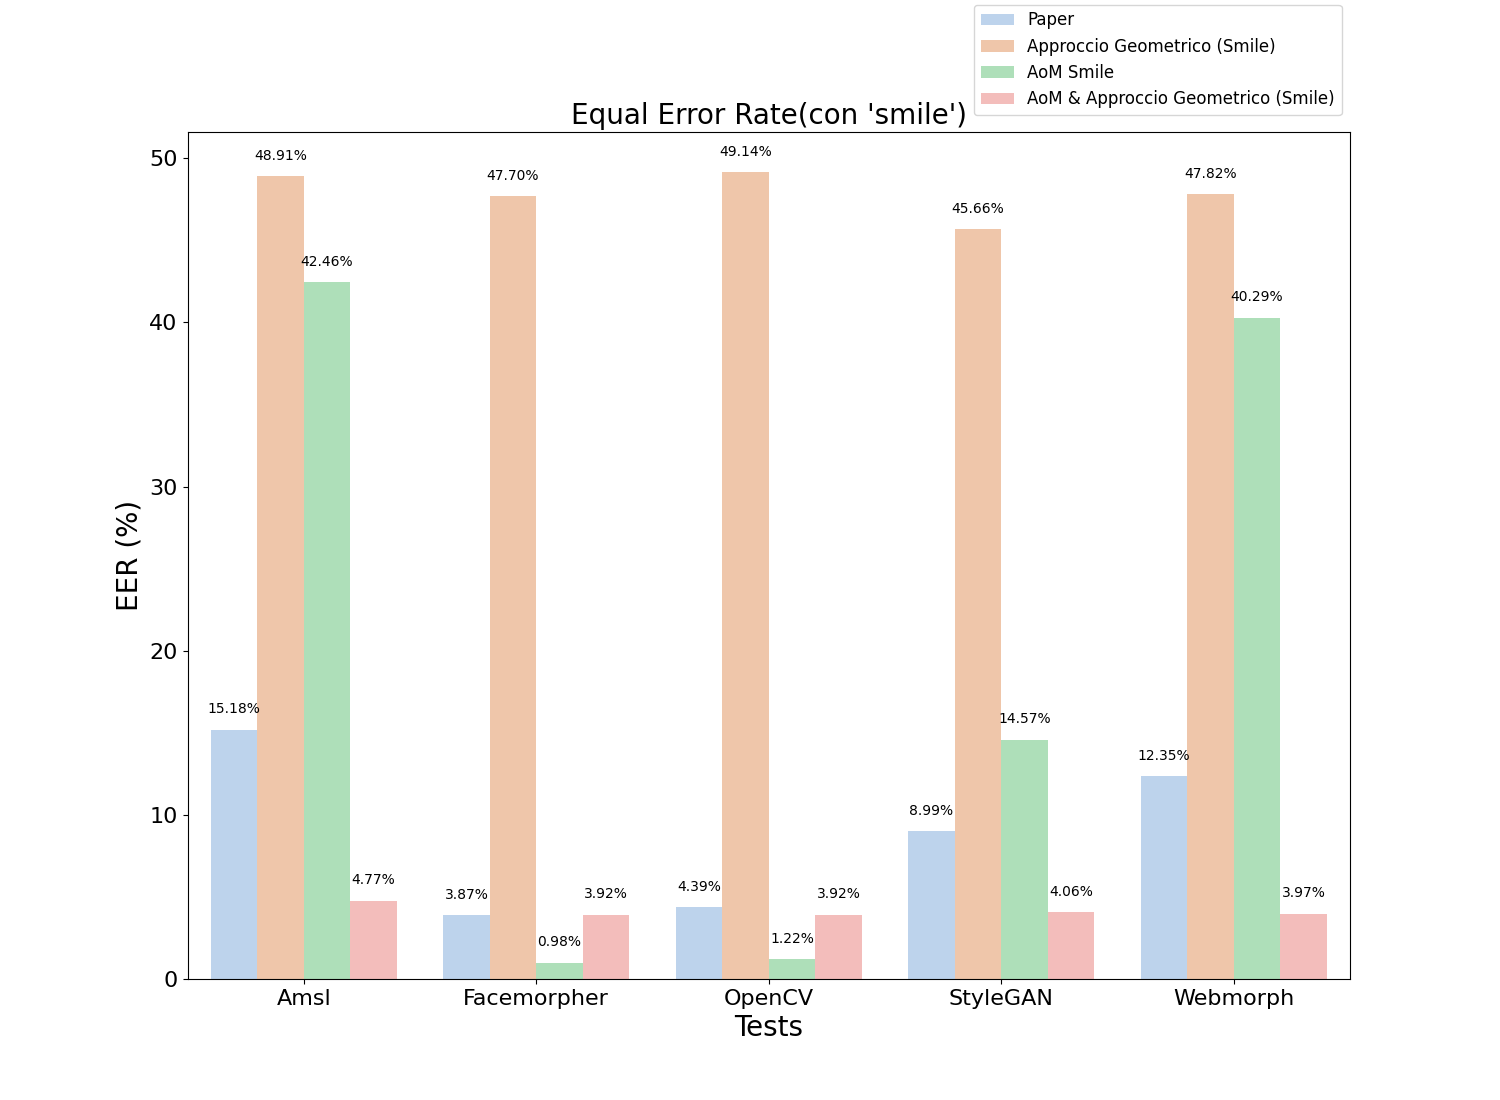 Paper
Approccio Geometrico (Smile)
AoM Smile
AoM & Approccio Geometrico (Smile)
Equal Error Rate(con 'smile')
EER (%)
50
40
30
20
10
0
15.18%
48.91%
42.46%
4.77%
3.87%
47.70%
0.98%
3.92%
4.39%
49.14%
1.22%
3.92%
8.99%
45.66%
14.57%
4.06%
12.35%
47.82%
40.29%
3.97%
Amsl
Facemorpher
OpenCV
StyleGAN
Webmorph
Tests